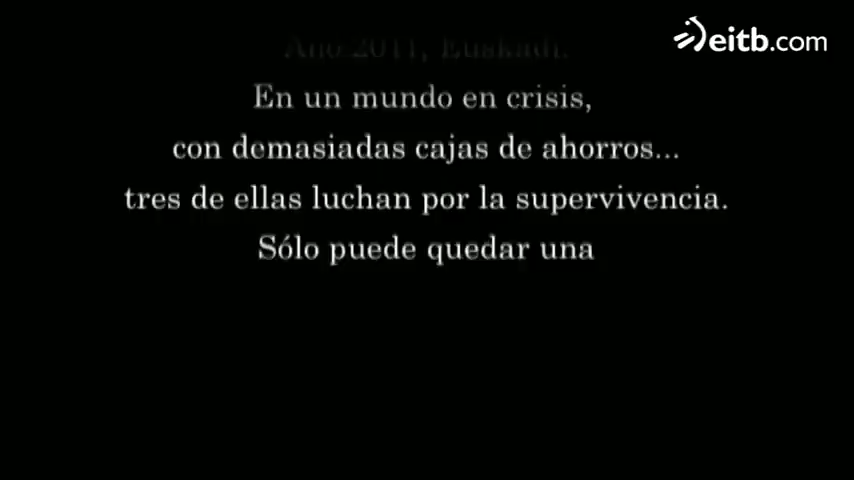 eitb.com
Año 2011, Euskadi.
En un mundo en crisis,
con demasiadas cajas de ahorros...
tres de ellas luchan por la supervivencia.
Sólo puede quedar una